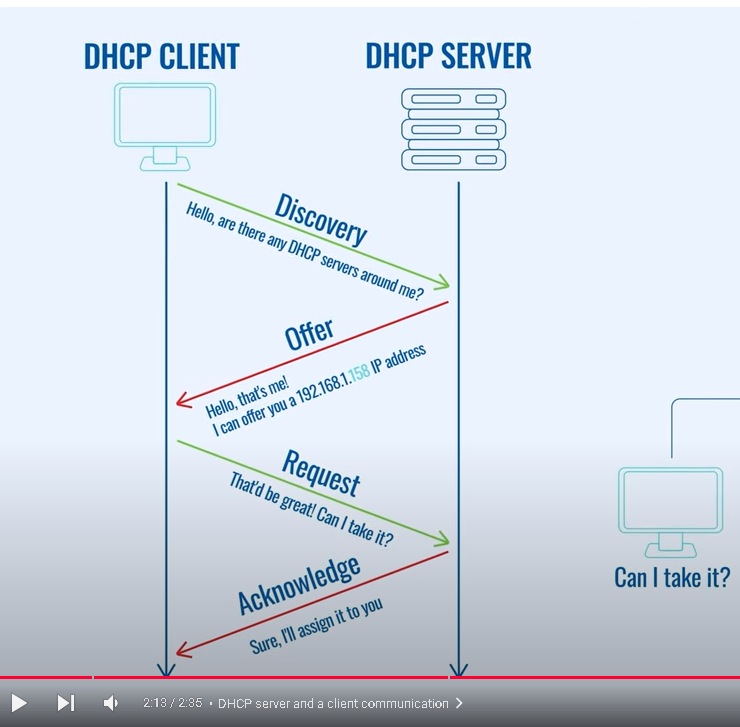 DHCP CLIENT
DHCP SERVER
Discovery
Hello, are there any DHCP servers around me?
Offer
Hello, that's me!
I can offer you a 192.168.1.158 IP address
Request
That'd be great! Can I take it?
Acknowledge
Sure, I'll assign it to you
Can I take it?
2:13 / 2:35 • DHCP server and a client communication